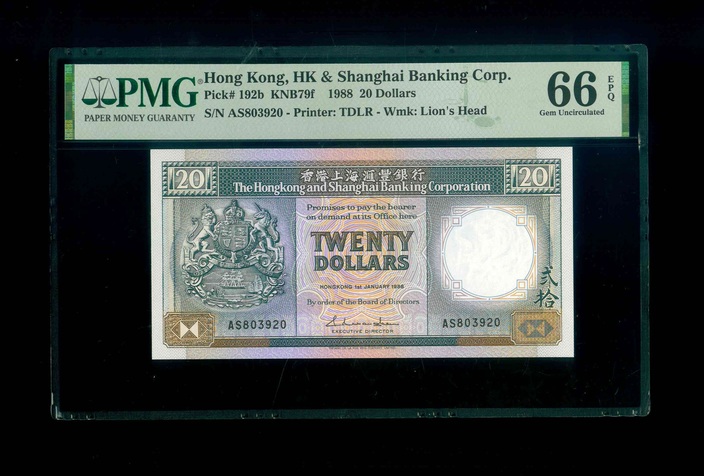 PMG
PAPER MONEY GUARANTY
Hong Kong, HK & Shanghai Banking Corp.
Pick# 192b KNB79f 1988 20 Dollars
S/N AS803920 - Printer: TDLR - Wmk: Lion's Head
66 EPQ
Gem Uncirculated
20 香港上海滙豐銀行 20
The Hongkong and Shanghai Banking Corporation
Promises to pay the bearer
on demand at its Office here
TWENTY
DOLLARS
HONGKONG 1st JANUARY 1988
By order of the Board of Directors
貳拾
AS803920 AS803920
EXECUTIVE DIRECTOR